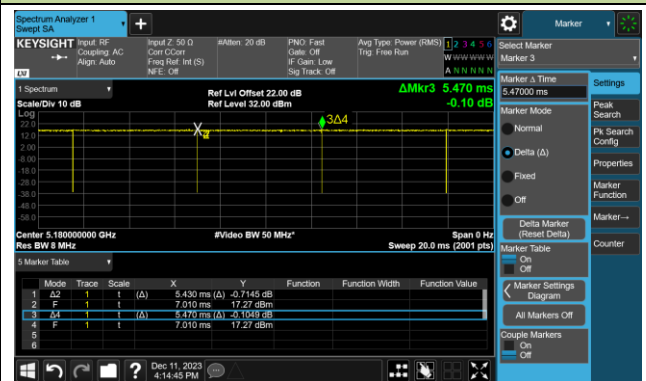 Spectrum Analyzer 1
Swept SA
Marker
KEYSIGHT
Input: RF
Coupling: AC
Align: Auto
Input Z: 50 Ω
Corr CCorr
Freq Ref: Int (S)
NFE: Off
#Atten: 20 dB
PNO: Fast
Gate: Off
IF Gain: Low
Sig Track: Off
Avg Type: Power (RMS)
Trig: Free Run
1 2 3 4 5 6
W W W W W W
A N N N N N
LXI
Select Marker
Marker 3
1 Spectrum
Scale/Div 10 dB
Ref Lvl Offset 22.00 dB
Ref Level 32.00 dBm
ΔMkr3 5.470 ms
-0.10 dB
Log
22.0
12.0
2.00
-8.00
-18.0
-28.0
-38.0
-48.0
-58.0
3Δ4
Center 5.180000000 GHz
Res BW 8 MHz
#Video BW 50 MHz*
Span 0 Hz
Sweep 20.0 ms (2001 pts)
5 Marker Table
Mode Trace Scale X Y Function Function Width Function Value
1 Δ2 1 t (Δ) 5.430 ms (Δ) -0.7145 dB
2 F 1 t 7.010 ms 17.27 dBm
3 Δ4 1 t (Δ) 5.470 ms (Δ) -0.1049 dB
4 F 1 t 7.010 ms 17.27 dBm
5
6
Marker Δ Time
5.47000 ms
Marker Mode
Normal
Delta (Δ)
Fixed
Off
Delta Marker
(Reset Delta)
Marker Table
On
Off
Marker Settings
Diagram
All Markers Off
Couple Markers
On
Off
Settings
Peak
Search
Pk Search
Config
Properties
Marker
Function
Marker→
Counter
?
Dec 11, 2023
4:14:45 PM